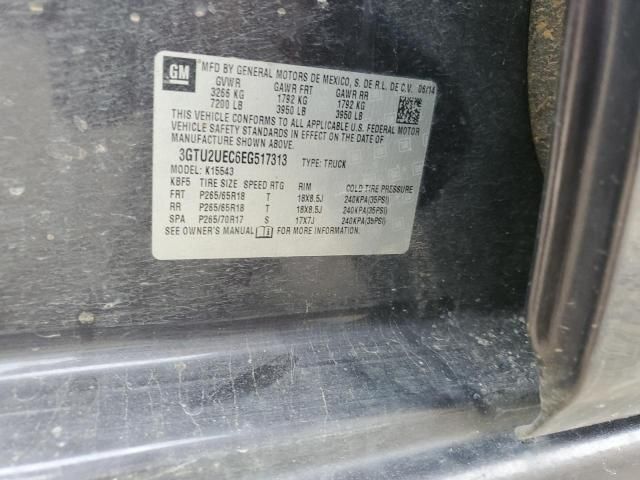 GM
MFD BY GENERAL MOTORS DE MEXICO, S. DE R.L. DE C.V. 06/14
GVWR GAWR FRT GAWR RR
3266 KG 1792 KG 1792 KG
7200 LB 3950 LB 3950 LB
THIS VEHICLE CONFORMS TO ALL APPLICABLE U.S. FEDERAL MOTOR
VEHICLE SAFETY STANDARDS IN EFFECT ON THE DATE OF
MANUFACTURE SHOWN ABOVE.
3GTU2UEC6EG517313 TYPE: TRUCK
MODEL: K15543
KBF5 TIRE SIZE SPEED RTG RIM COLD TIRE PRESSURE
FRT P265/65R18 T 18X8.5J 240KPA(35PSI)
RR P265/65R18 T 18X8.5J 240KPA(35PSI)
SPA P265/70R17 S 17X7J 240KPA(35PSI)
SEE OWNER'S MANUAL FOR MORE INFORMATION.